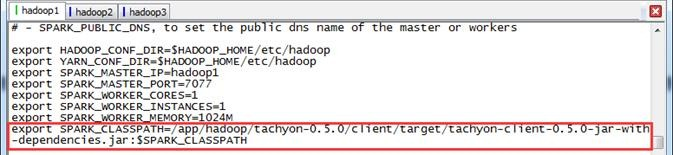 hadoop1 hadoop2 hadoop3
# - SPARK_PUBLIC_DNS, to set the public dns name of the master or workers
export HADOOP_CONF_DIR=$HADOOP_HOME/etc/hadoop
export YARN_CONF_DIR=$HADOOP_HOME/etc/hadoop
export SPARK_MASTER_IP=hadoop1
export SPARK_MASTER_PORT=7077
export SPARK_WORKER_CORES=1
export SPARK_WORKER_INSTANCES=1
export SPARK_WORKER_MEMORY=1024M
export SPARK_CLASSPATH=/app/hadoop/tachyon-0.5.0/client/target/tachyon-client-0.5.0-jar-with
-dependencies.jar:$SPARK_CLASSPATH